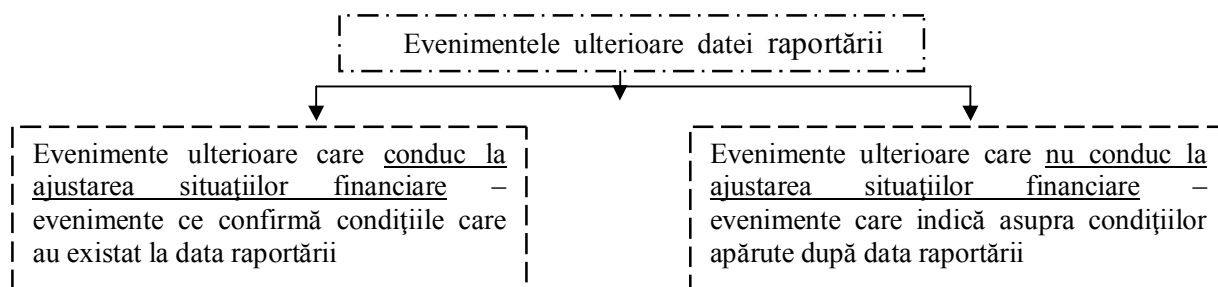 Evenimentele ulterioare datei raportării
Evenimente ulterioare care conduc la
ajustarea situaţiilor financiare –
evenimente ce confirmă condiţiile care
au existat la data raportării
Evenimente ulterioare care nu conduc la
ajustarea situaţiilor financiare –
evenimente care indică asupra condiţiilor
apărute după data raportării